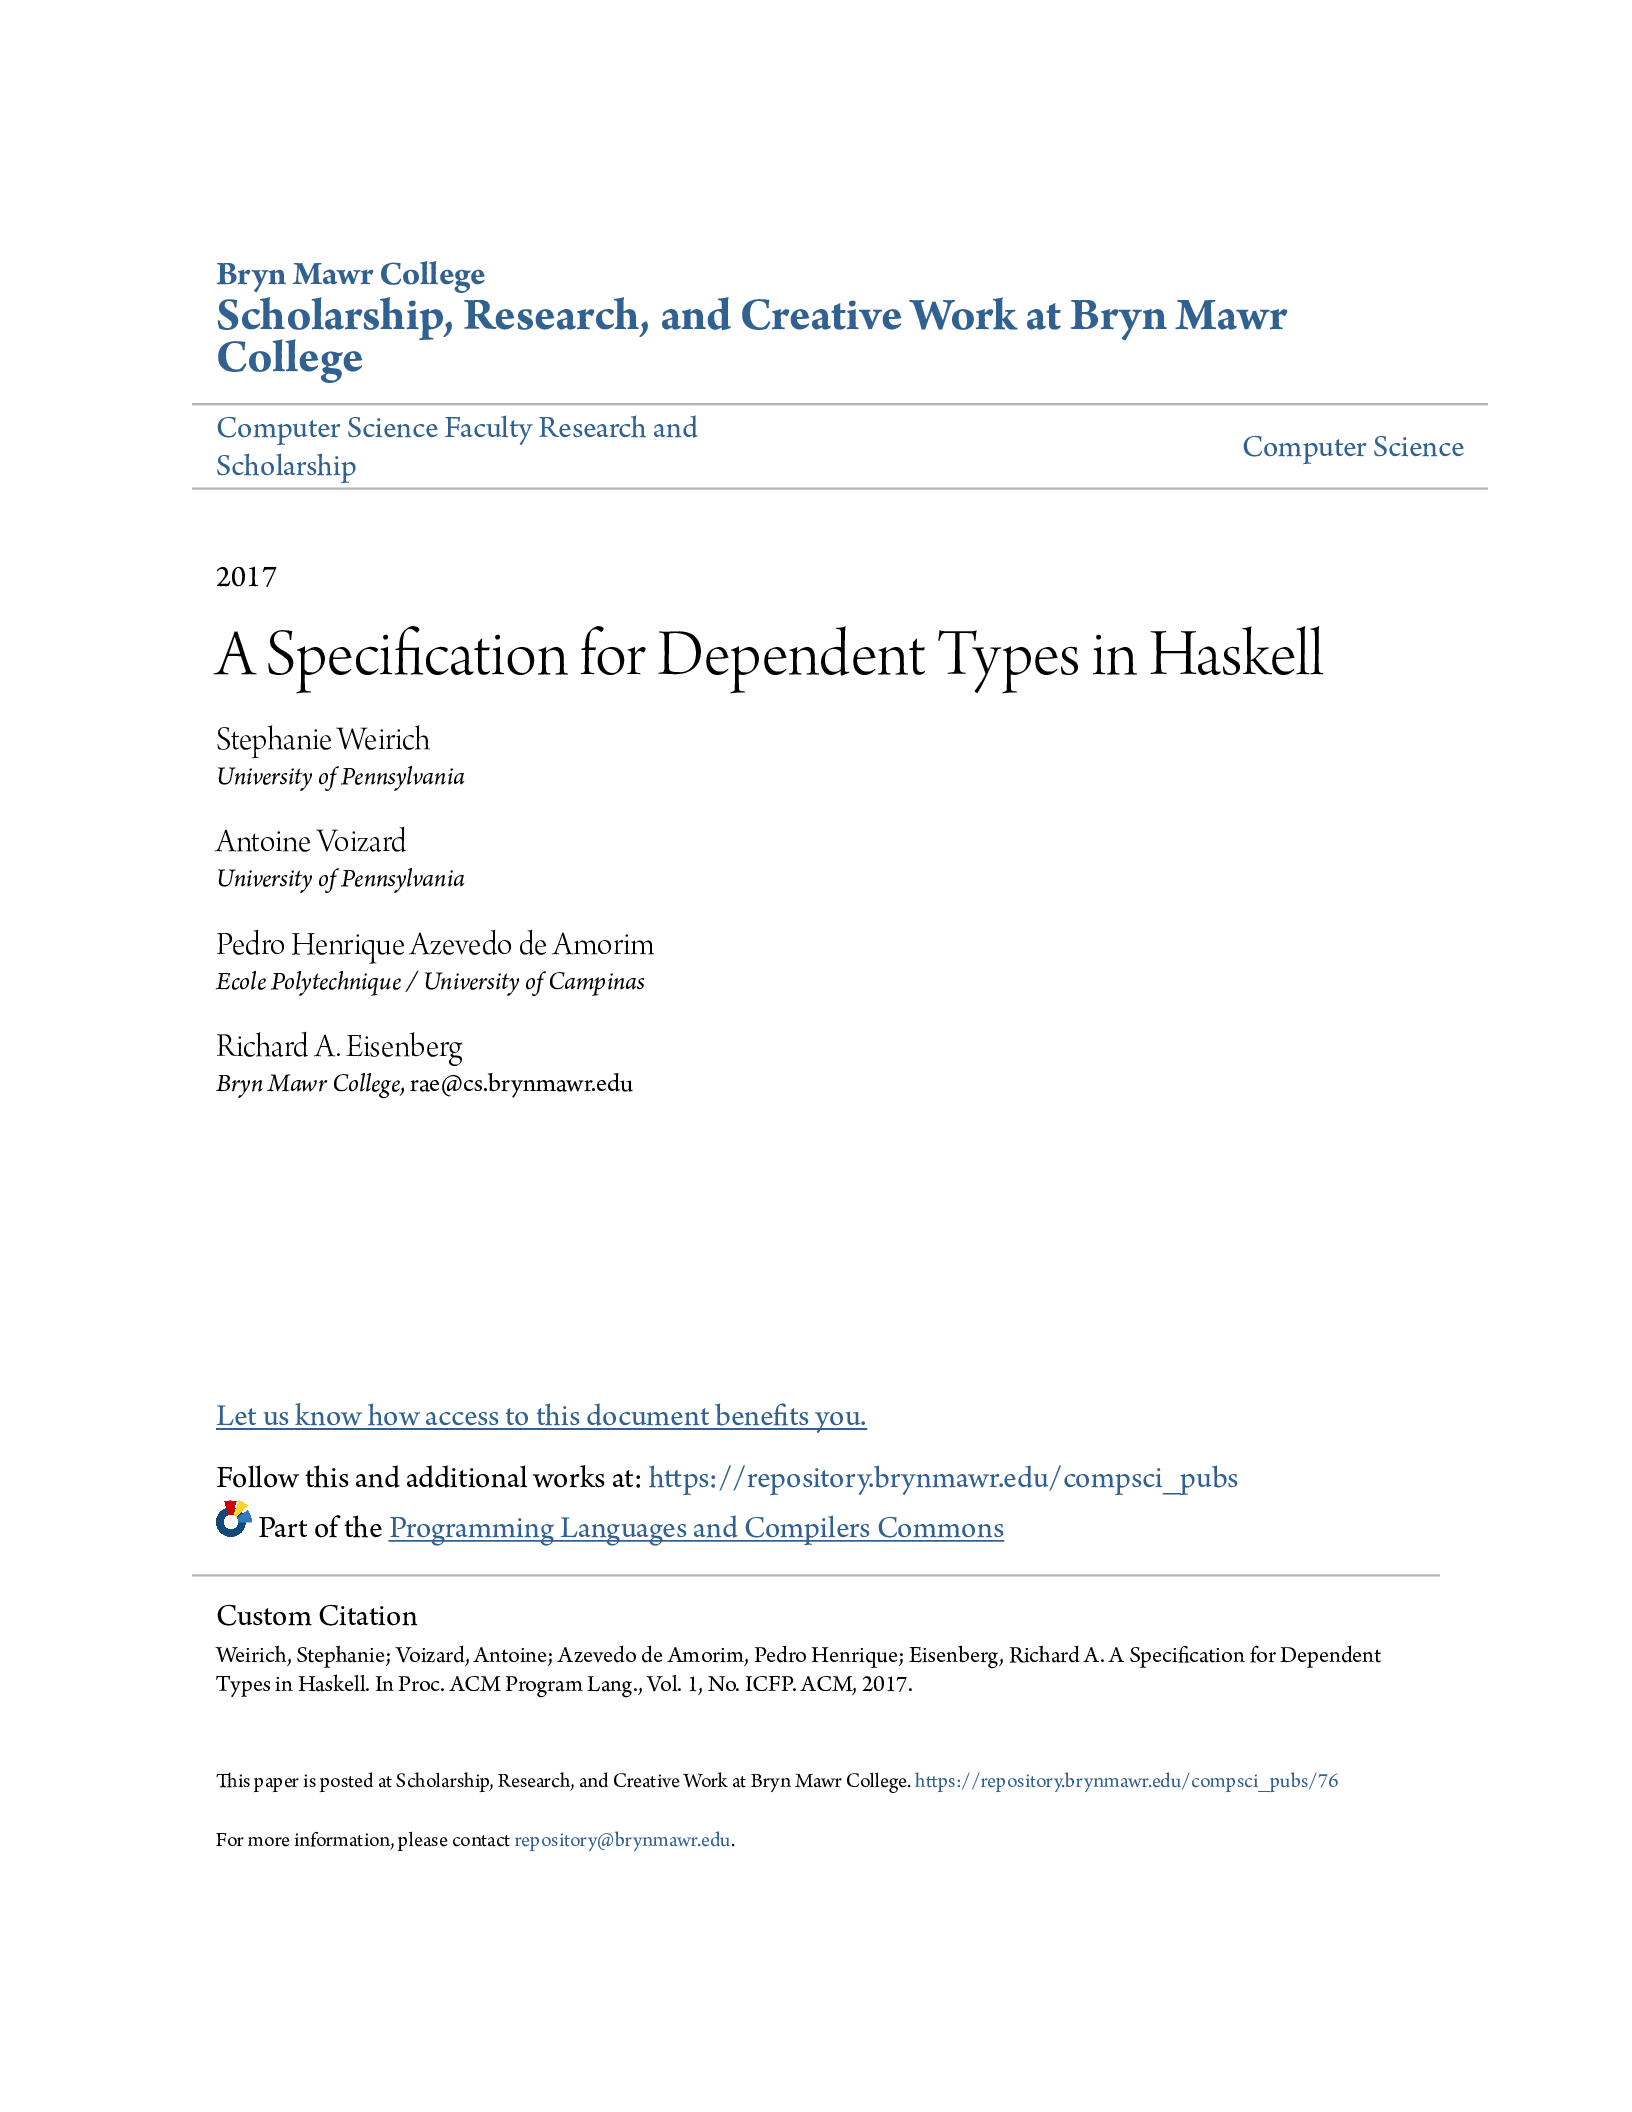 Bryn Mawr College
Scholarship, Research, and Creative Work at Bryn Mawr
College
Computer Science Faculty Research and
Scholarship
Computer Science
2017
A Specification for Dependent Types in Haskell
Stephanie Weirich
University of Pennsylvania
Antoine Voizard
University of Pennsylvania
Pedro Henrique Azevedo de Amorim
Ecole Polytechnique / University of Campinas
Richard A. Eisenberg
Bryn Mawr College, rae@cs.brynmawr.edu
Let us know how access to this document benefits you.
Follow this and additional works at: https://repository.brynmawr.edu/compsci_pubs
Part of the Programming Languages and Compilers Commons
Custom Citation
Weirich, Stephanie; Voizard, Antoine; Azevedo de Amorim, Pedro Henrique; Eisenberg, Richard A. A Specification for Dependent
Types in Haskell. In Proc. ACM Program Lang., Vol. 1, No. ICFP. ACM, 2017.
This paper is posted at Scholarship, Research, and Creative Work at Bryn Mawr College. https://repository.brynmawr.edu/compsci_pubs/76
For more information, please contact repository@brynmawr.edu.